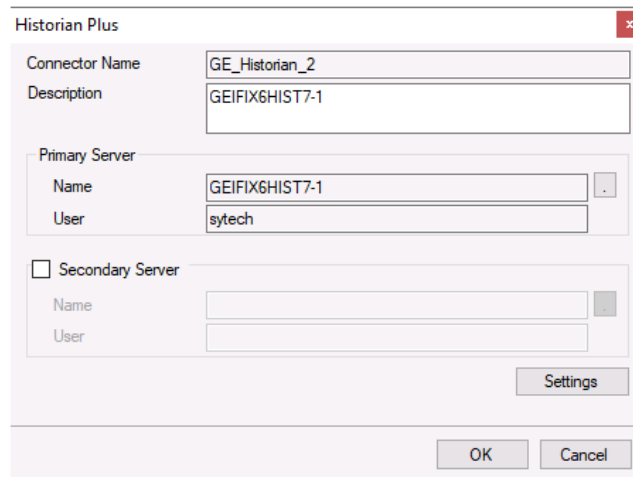 Historian Plus
x
Connector Name GE_Historian_2
Description GEIFIX6HIST7-1
Primary Server
Name GEIFIX6HIST7-1 .
User sytech
Secondary Server
Name .
User
Settings
OK Cancel